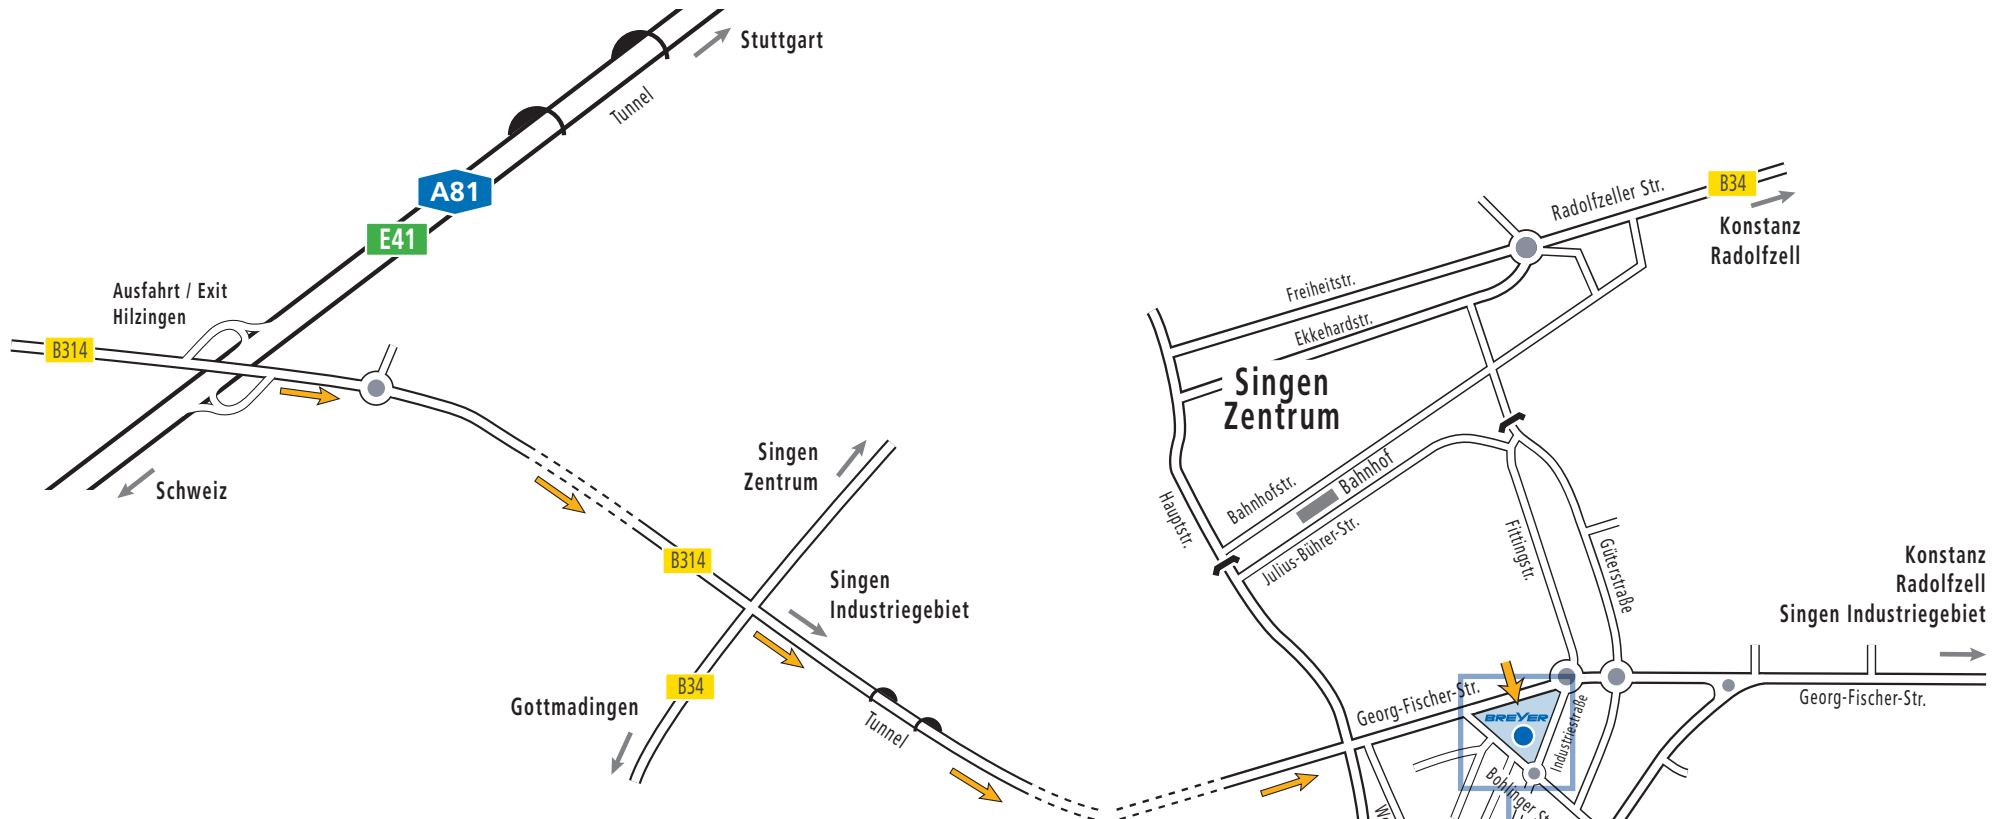 Stuttgart
Tunnel
A81
E41
Ausfahrt / Exit
Hilzingen
B314
Schweiz
Singen
Zentrum
B314
Singen
Industriegebiet
B34
Gottmadingen
Tunnel
Radolfzeller Str.
B34
Konstanz
Radolfzell
Freiheitstr.
Ekkehardstr.
Singen
Zentrum
Hauptstr.
Bahnhofstr.
Bahnhof
Julius-Bührer-Str.
Fittingstr.
Güterstraße
Konstanz
Radolfzell
Singen Industriegebiet
Georg-Fischer-Str.
Georg-Fischer-Str.
BREYER
Industriestraße
Bohlinger